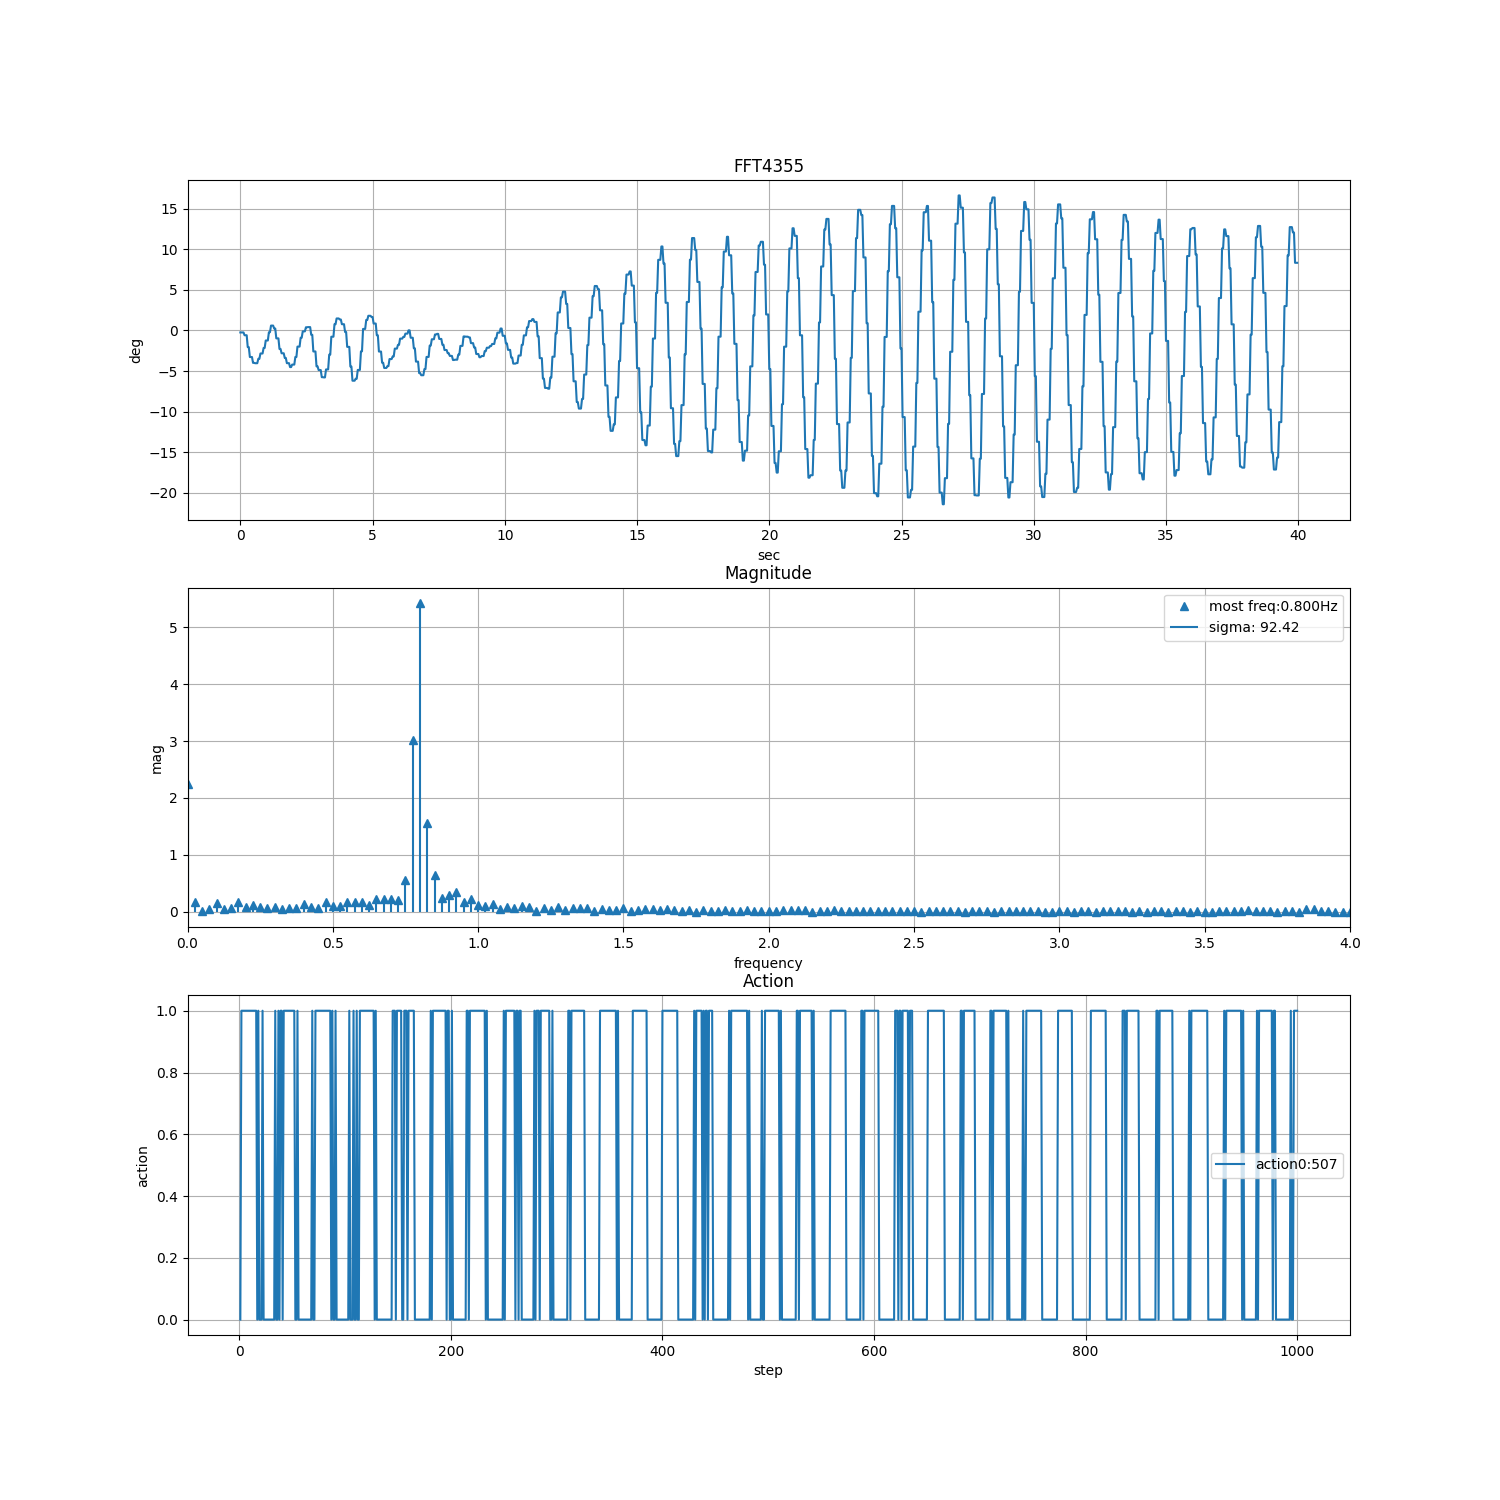 FFT4355
15
10
5
0
−5
−10
−15
−20
deg
0 5 10 15 20 25 30 35 40
sec
Magnitude
most freq:0.800Hz
sigma: 92.42
5
4
3
2
1
0
mag
0.0 0.5 1.0 1.5 2.0 2.5 3.0 3.5 4.0
frequency
Action
1.0
0.8
0.6
0.4
0.2
0.0
action
action0:507
0 200 400 600 800 1000
step